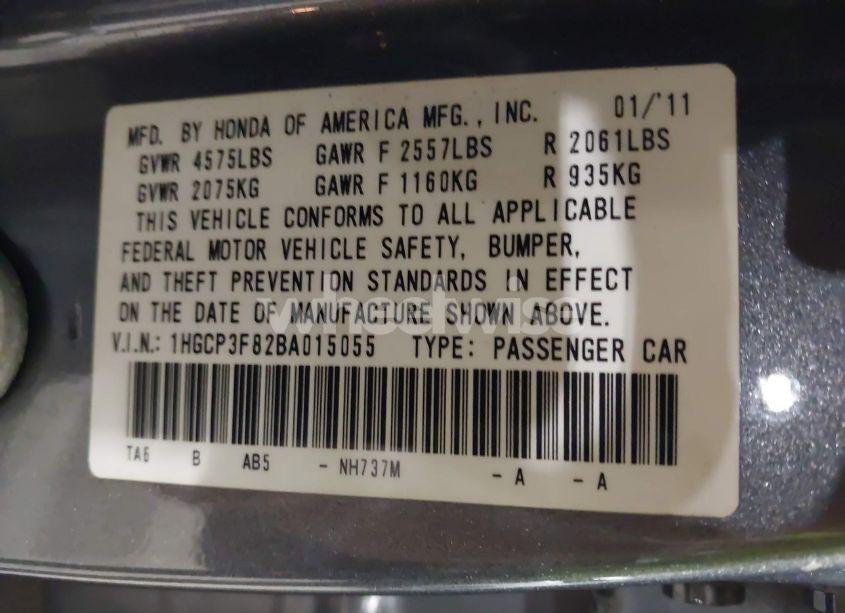 MFD. BY HONDA OF AMERICA MFG., INC. 01/'11
GVWR 4575LBS GAWR F 2557LBS R 2061LBS
GVWR 2075KG GAWR F 1160KG R 935KG
THIS VEHICLE CONFORMS TO ALL APPLICABLE
FEDERAL MOTOR VEHICLE SAFETY, BUMPER,
AND THEFT PREVENTION STANDARDS IN EFFECT
ON THE DATE OF MANUFACTURE SHOWN ABOVE.
V.I.N.: 1HGCP3F82BA015055 TYPE: PASSENGER CAR
TA6 B AB5 - NH737M - A - A